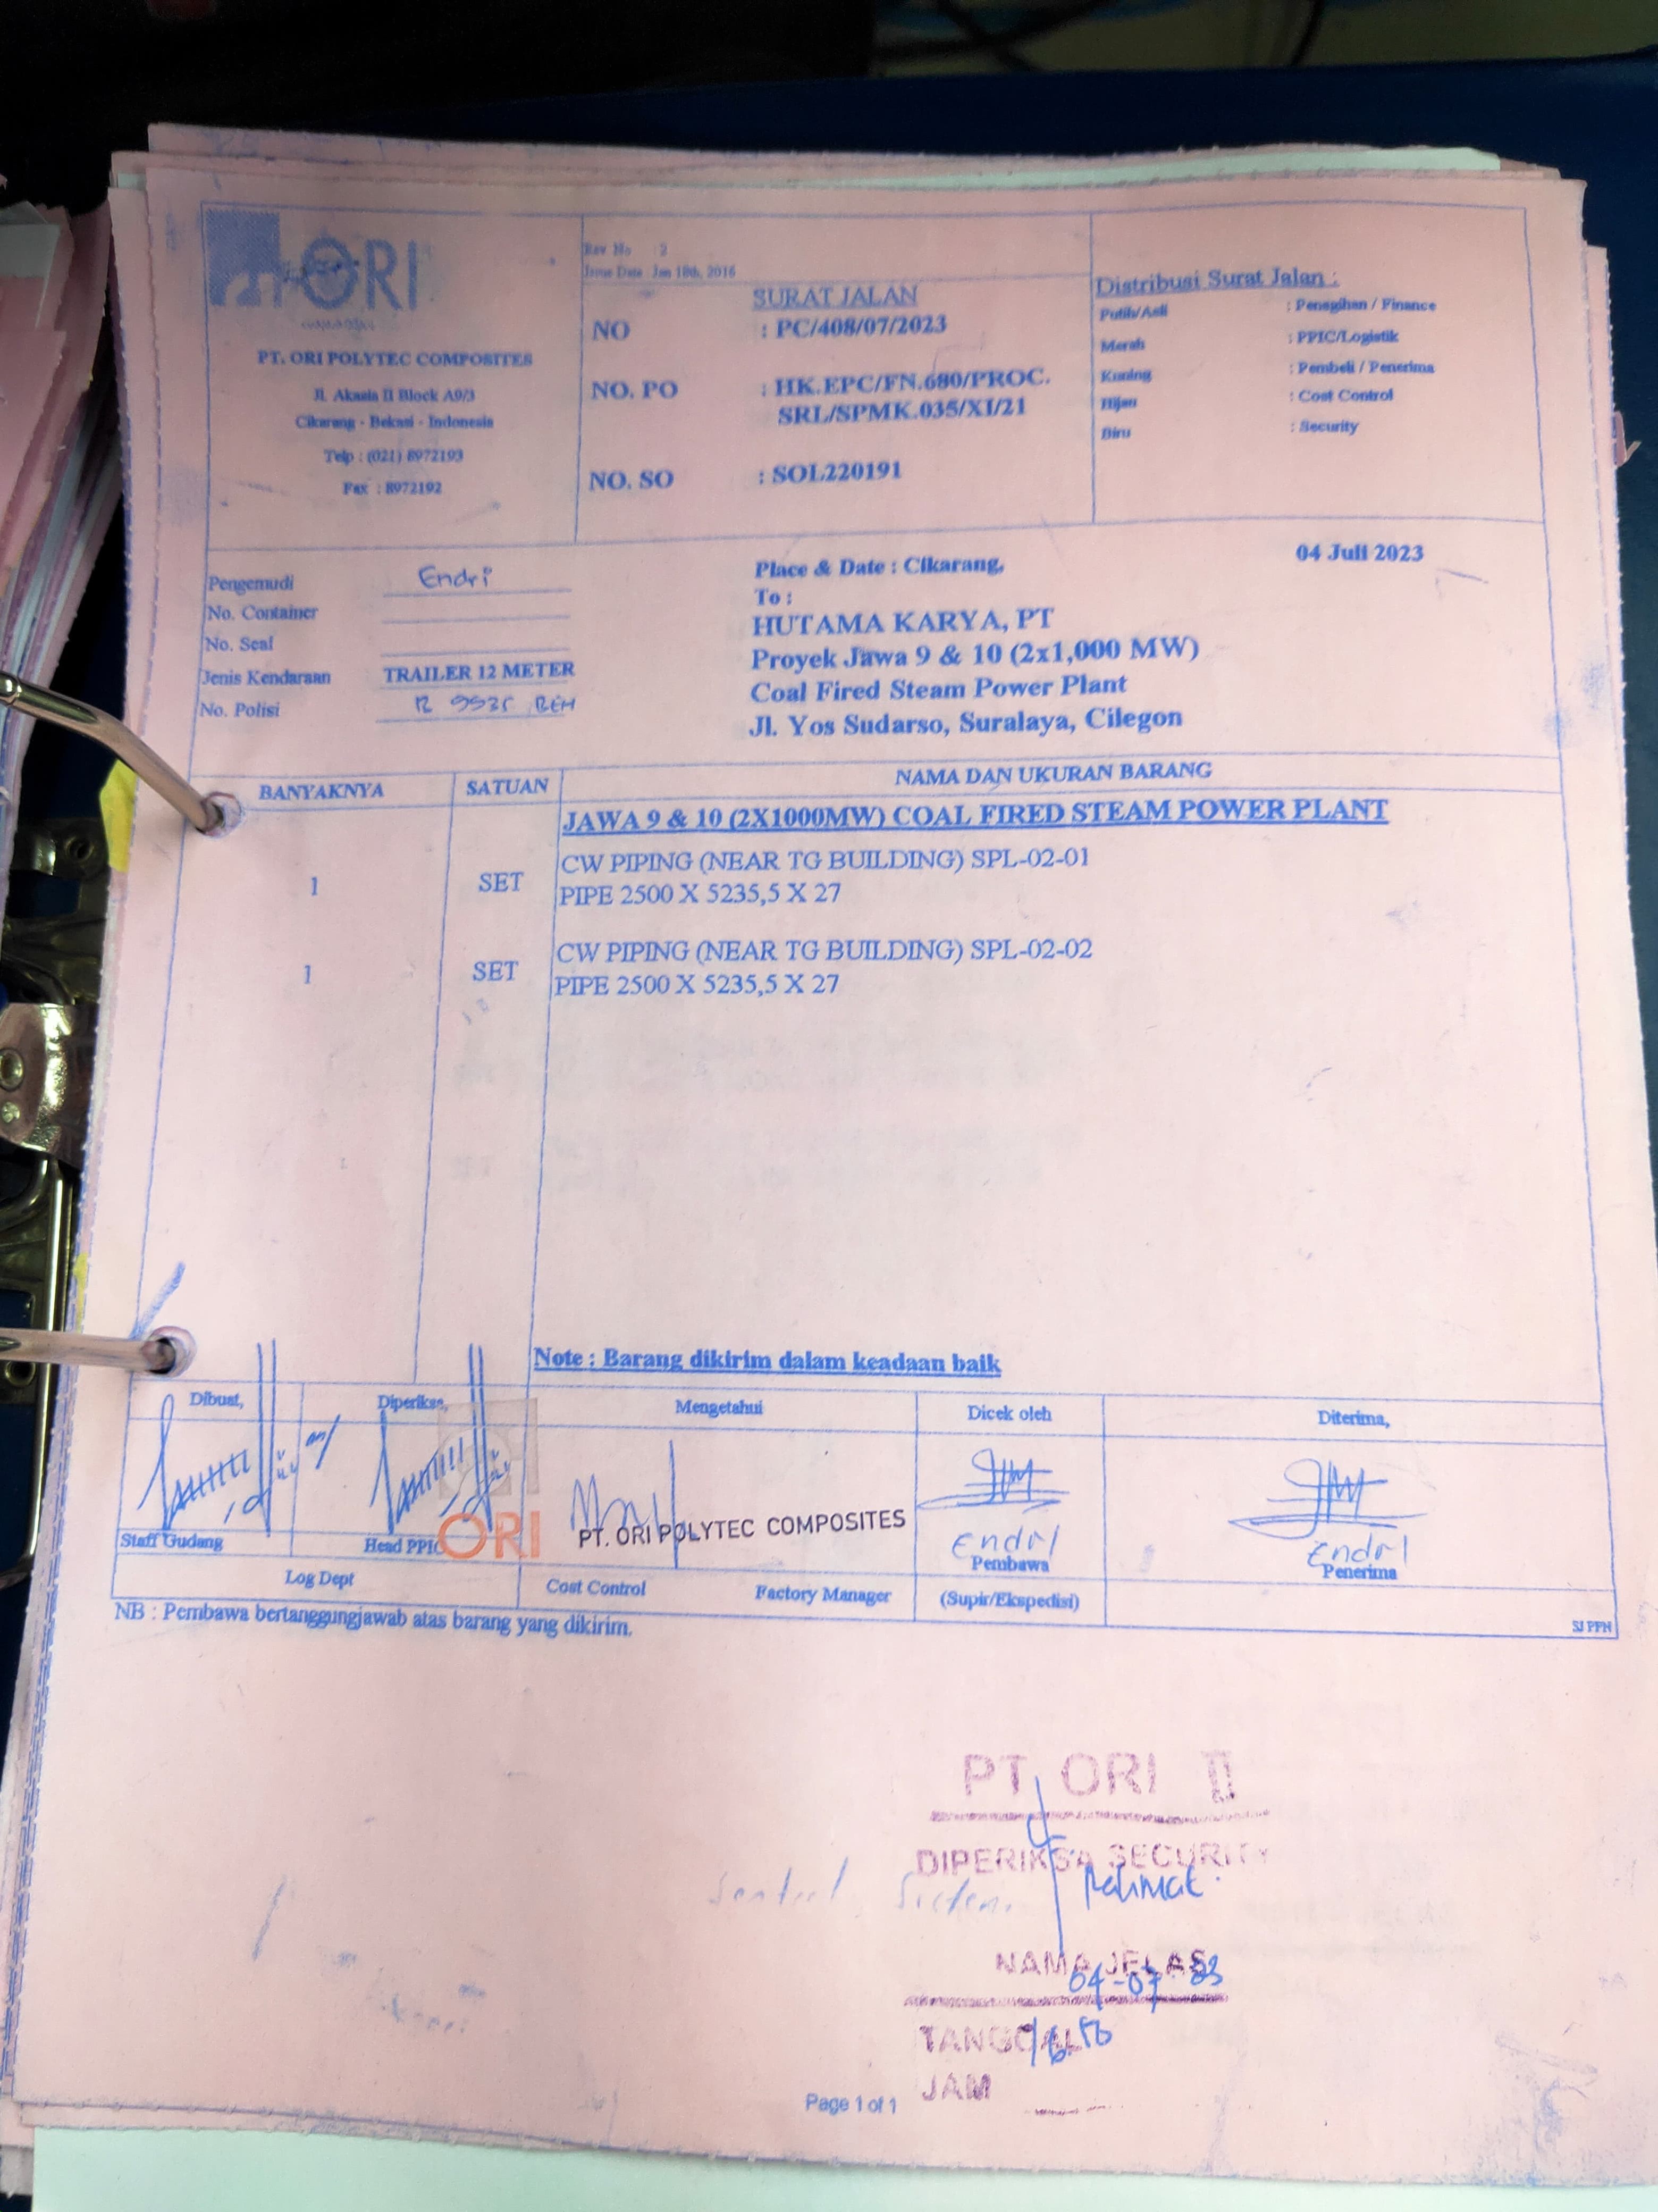 ORI
PT. ORI POLYTEC COMPOSITES
Jl. Akasia II Block A9/3
Cikarang - Bekasi - Indonesia
Telp : (021) 8972193
Fax : 8972192
Rev No 2
Issue Date Jan 18th, 2016
SURAT JALAN
NO : PC/408/07/2023
NO. PO : HK.EPC/FN.680/PROC.
SRL/SPMK.035/XI/21
NO. SO : SOL220191
Distribusi Surat Jalan :
Putih/Asli : Penagihan / Finance
Merah : PPIC/Logistik
Kuning : Pembeli / Penerima
Hijau : Cost Control
Biru : Security
Pengemudi Endri
No. Container
No. Seal
Jenis Kendaraan TRAILER 12 METER
No. Polisi
Place & Date : Cikarang, 04 Juli 2023
To :
HUTAMA KARYA, PT
Proyek Jawa 9 & 10 (2x1,000 MW)
Coal Fired Steam Power Plant
Jl. Yos Sudarso, Suralaya, Cilegon
BANYAKNYA SATUAN NAMA DAN UKURAN BARANG
JAWA 9 & 10 (2X1000MW) COAL FIRED STEAM POWER PLANT
1 SET CW PIPING (NEAR TG BUILDING) SPL-02-01
PIPE 2500 X 5235,5 X 27
1 SET CW PIPING (NEAR TG BUILDING) SPL-02-02
PIPE 2500 X 5235,5 X 27
Note : Barang dikirim dalam keadaan baik
Dibuat, Diperiksa, Mengetahui Dicek oleh Diterima,
ORI PT. ORI POLYTEC COMPOSITES
Endri Endri
Staff Gudang Head PPIC Pembawa Penerima
Log Dept Cost Control Factory Manager (Supir/Ekspedisi)
NB : Pembawa bertanggungjawab atas barang yang dikirim.
SJ PPN
PT. ORI II
DIPERIKSA SECURITY
Rahmat
NAMA JELAS
04-07-23
TANGGAL
JAM
Page 1 of 1